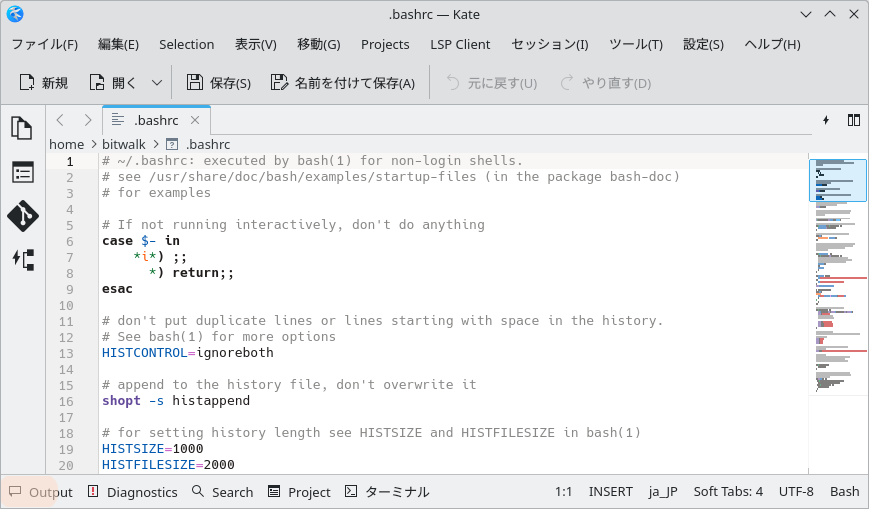 .bashrc — Kate
ファイル(F) 編集(E) Selection 表示(V) 移動(G) Projects LSP Client セッション(I) ツール(T) 設定(S) ヘルプ(H)
新規 開く 保存(S) 名前を付けて保存(A) 元に戻す(U) やり直す(D)
.bashrc
home > bitwalk > .bashrc
1 # ~/.bashrc: executed by bash(1) for non-login shells.
2 # see /usr/share/doc/bash/examples/startup-files (in the package bash-doc)
3 # for examples
4
5 # If not running interactively, don't do anything
6 case $- in
7     *i*) ;;
8       *) return;;
9 esac
10
11 # don't put duplicate lines or lines starting with space in the history.
12 # See bash(1) for more options
13 HISTCONTROL=ignoreboth
14
15 # append to the history file, don't overwrite it
16 shopt -s histappend
17
18 # for setting history length see HISTSIZE and HISTFILESIZE in bash(1)
19 HISTSIZE=1000
20 HISTFILESIZE=2000
Output Diagnostics Search Project ターミナル 1:1 INSERT ja_JP Soft Tabs: 4 UTF-8 Bash